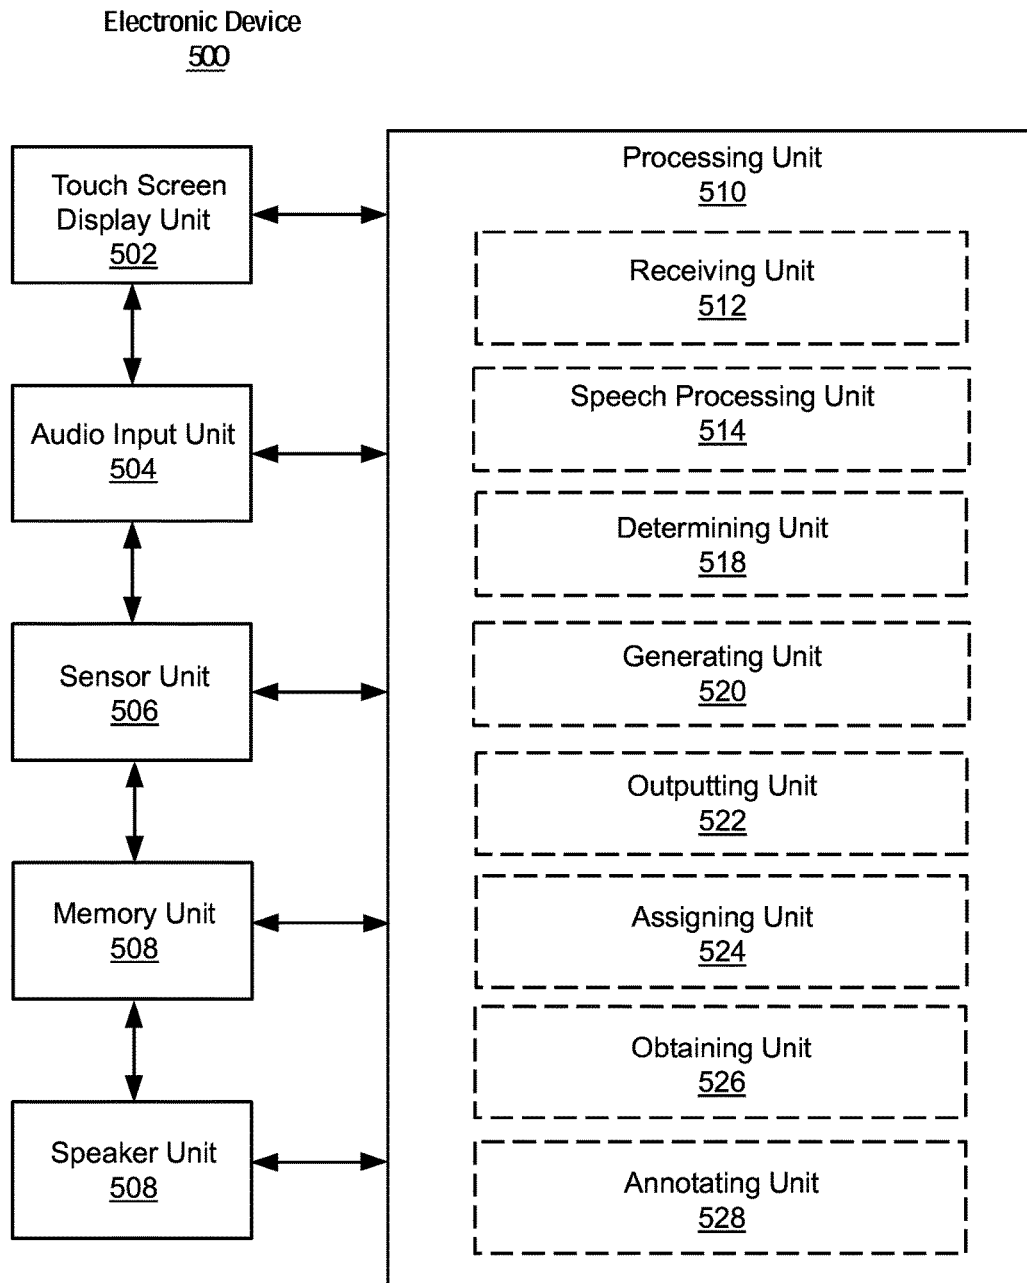 Electronic Device
500
Touch Screen
Display Unit
502
Audio Input Unit
504
Sensor Unit
506
Memory Unit
508
Speaker Unit
508
Processing Unit
510
Receiving Unit
512
Speech Processing Unit
514
Determining Unit
518
Generating Unit
520
Outputting Unit
522
Assigning Unit
524
Obtaining Unit
526
Annotating Unit
528